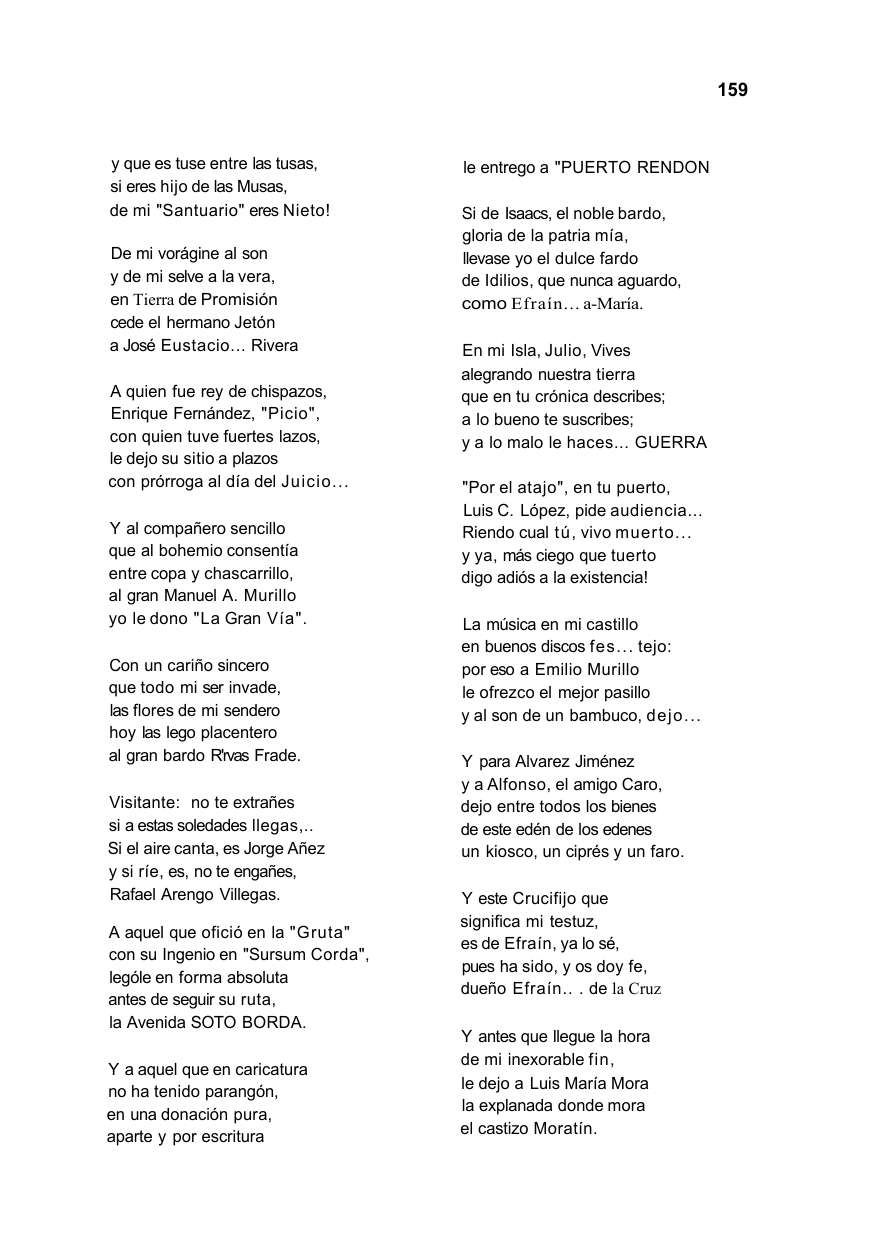 159
y que es tuse entre las tusas,
si eres hijo de las Musas,
de mi "Santuario" eres Nieto!
De mi vorágine al son
y de mi selve a la vera,
en Tierra de Promisión
cede el hermano Jetón
a José Eustacio... Rivera
A quien fue rey de chispazos,
Enrique Fernández, "Picio",
con quien tuve fuertes lazos,
le dejo su sitio a plazos
con prórroga al día del Juicio...
Y al compañero sencillo
que al bohemio consentía
entre copa y chascarrillo,
al gran Manuel A. Murillo
yo le dono "La Gran Vía".
Con un cariño sincero
que todo mi ser invade,
las flores de mi sendero
hoy las lego placentero
al gran bardo R'rvas Frade.
Visitante: no te extrañes
si a estas soledades llegas,..
Si el aire canta, es Jorge Añez
y si ríe, es, no te engañes,
Rafael Arengo Villegas.
A aquel que ofició en la "Gruta"
con su Ingenio en "Sursum Corda",
lególe en forma absoluta
antes de seguir su ruta,
la Avenida SOTO BORDA.
Y a aquel que en caricatura
no ha tenido parangón,
en una donación pura,
aparte y por escritura
le entrego a "PUERTO RENDON
Si de Isaacs, el noble bardo,
gloria de la patria mía,
llevase yo el dulce fardo
de Idilios, que nunca aguardo,
como Efraín... a-María.
En mi Isla, Julio, Vives
alegrando nuestra tierra
que en tu crónica describes;
a lo bueno te suscribes;
y a lo malo le haces... GUERRA
"Por el atajo", en tu puerto,
Luis C. López, pide audiencia...
Riendo cual tú, vivo muerto...
y ya, más ciego que tuerto
digo adiós a la existencia!
La música en mi castillo
en buenos discos fes... tejo:
por eso a Emilio Murillo
le ofrezco el mejor pasillo
y al son de un bambuco, dejo...
Y para Alvarez Jiménez
y a Alfonso, el amigo Caro,
dejo entre todos los bienes
de este edén de los edenes
un kiosco, un ciprés y un faro.
Y este Crucifijo que
significa mi testuz,
es de Efraín, ya lo sé,
pues ha sido, y os doy fe,
dueño Efraín.. . de la Cruz
Y antes que llegue la hora
de mi inexorable fin,
le dejo a Luis María Mora
la explanada donde mora
el castizo Moratín.